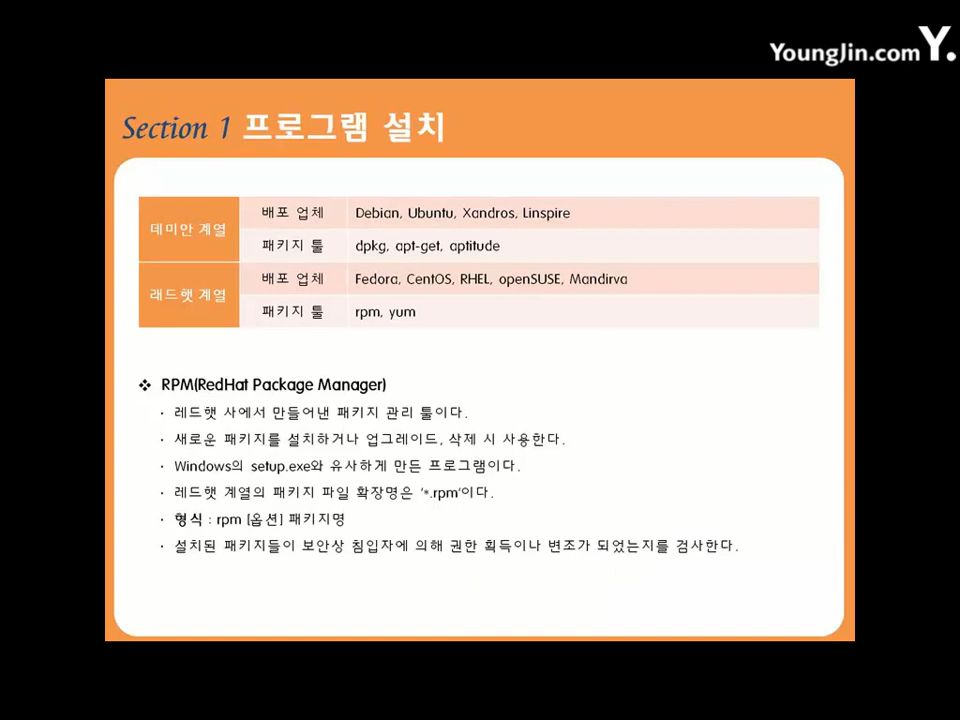 YoungJin.com Y.
Section 1 프로그램 설치
데미안 계열
배포 업체 Debian, Ubuntu, Xandros, Linspire
패키지 툴 dpkg, apt-get, aptitude
래드햇 계열
배포 업체 Fedora, CentOS, RHEL, openSUSE, Mandirva
패키지 툴 rpm, yum
❖ RPM(RedHat Package Manager)
· 레드햇 사에서 만들어낸 패키지 관리 툴이다.
· 새로운 패키지를 설치하거나 업그레이드, 삭제 시 사용한다.
· Windows의 setup.exe와 유사하게 만든 프로그램이다.
· 레드햇 계열의 패키지 파일 확장명은 '*.rpm'이다.
· 형식 : rpm [옵션] 패키지명
· 설치된 패키지들이 보안상 침입자에 의해 권한 획득이나 변조가 되었는지를 검사한다.